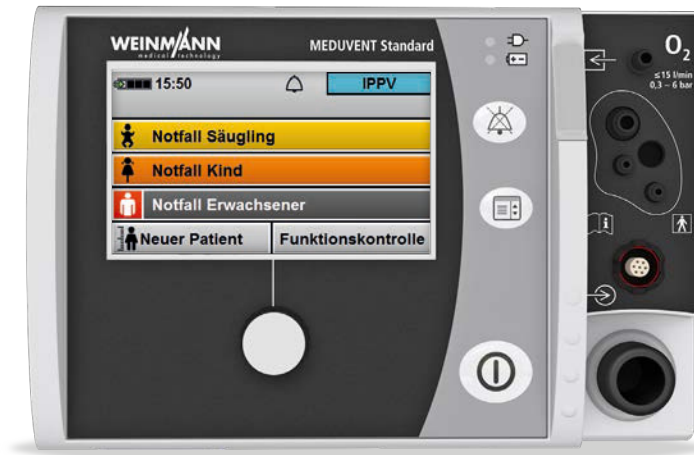 WEINMANN
medical technology
MEDUVENT Standard
15:50
IPPV
Notfall Säugling
Notfall Kind
Notfall Erwachsener
Neuer Patient
Funktionskontrolle
O₂
≤15 l/min
0,3 – 6 bar